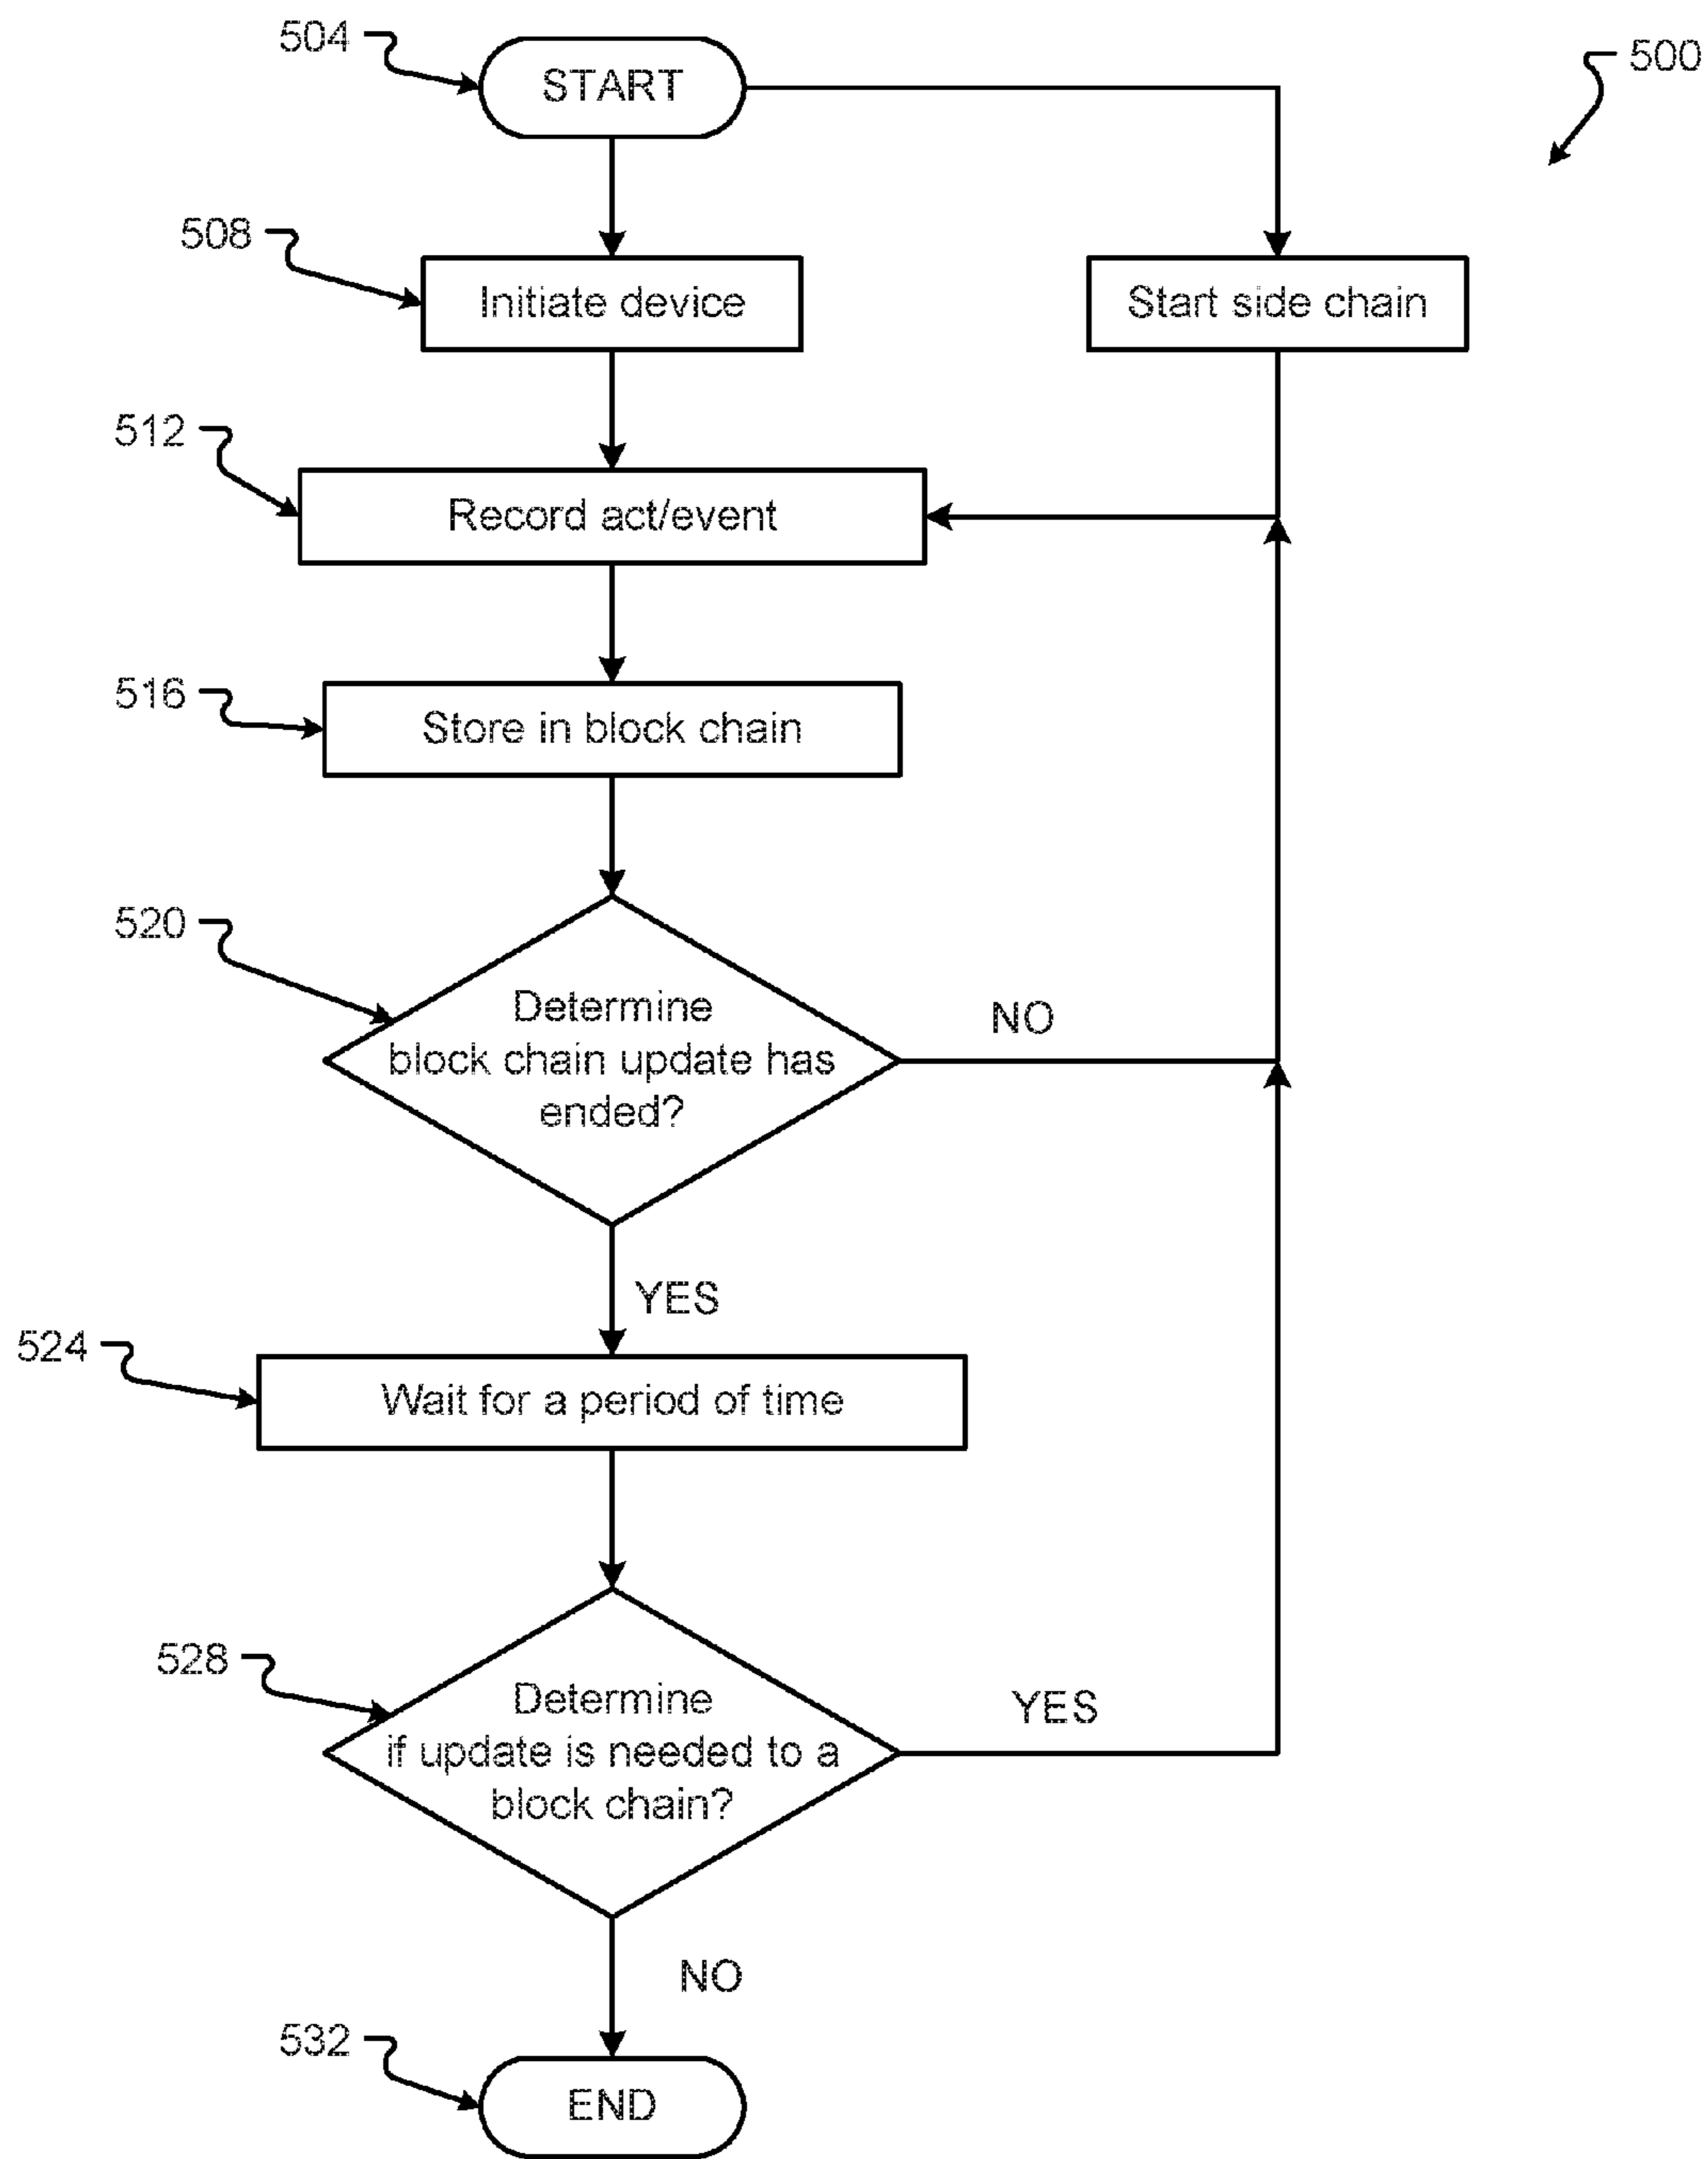 504
START
500
508
Initiate device
Start side chain
512
Record act/event
516
Store in block chain
520
Determine
block chain update has
ended?
NO
YES
524
Wait for a period of time
528
Determine
if update is needed to a
block chain?
YES
NO
532
END